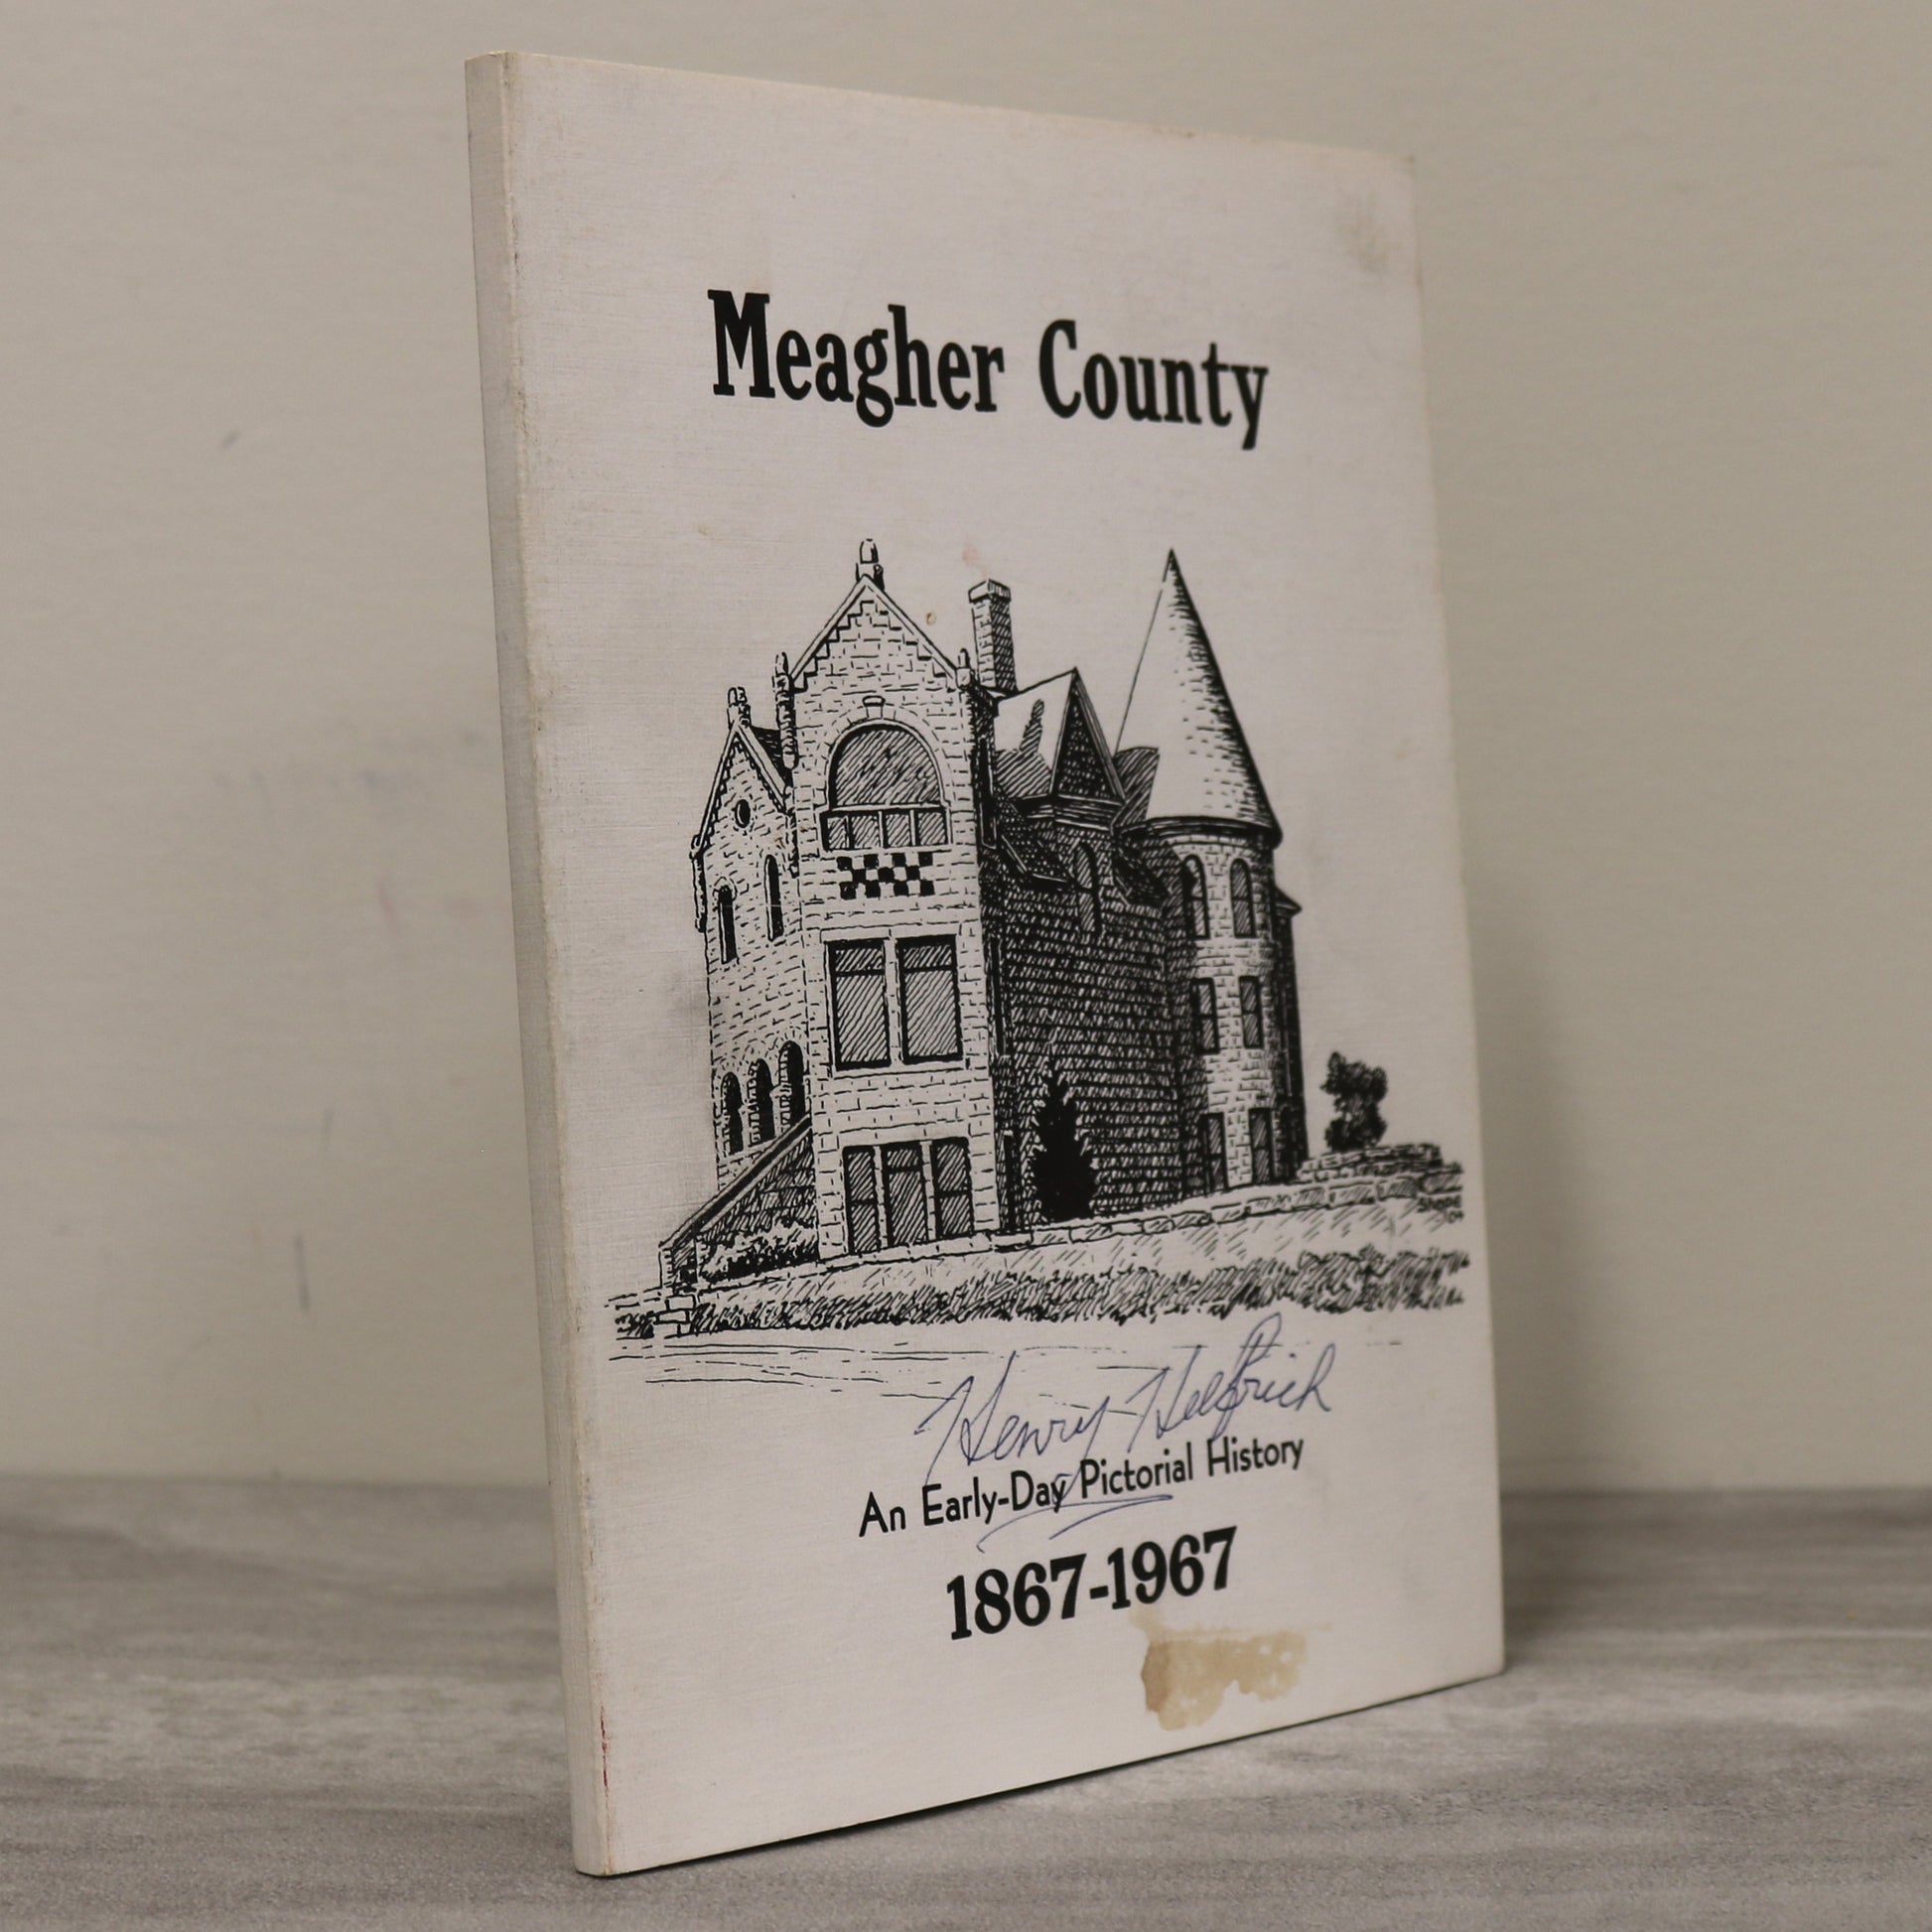 Meagher County
Henry Helfrich
An Early-Day Pictorial History
1867-1967